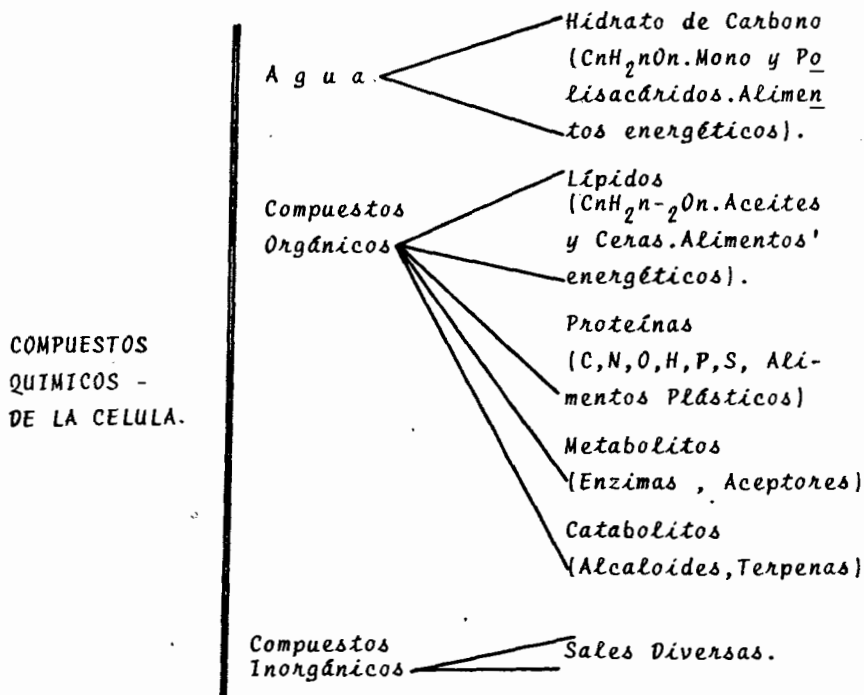 COMPUESTOS
QUIMICOS -
DE LA CELULA.
A g u a
Hidrato de Carbono
(CnH₂nOn.Mono y Po
lisacáridos.Alimen
tos energéticos).
Compuestos
Orgánicos
Lípidos
(CnH₂n-₂On.Aceites
y Ceras.Alimentos'
energéticos).
Proteínas
(C,N,O,H,P,S, Ali-
mentos Plásticos)
Metabolitos
(Enzimas , Aceptores)
Catabolitos
(Alcaloides,Terpenas)
Compuestos
Inorgánicos
Sales Diversas.